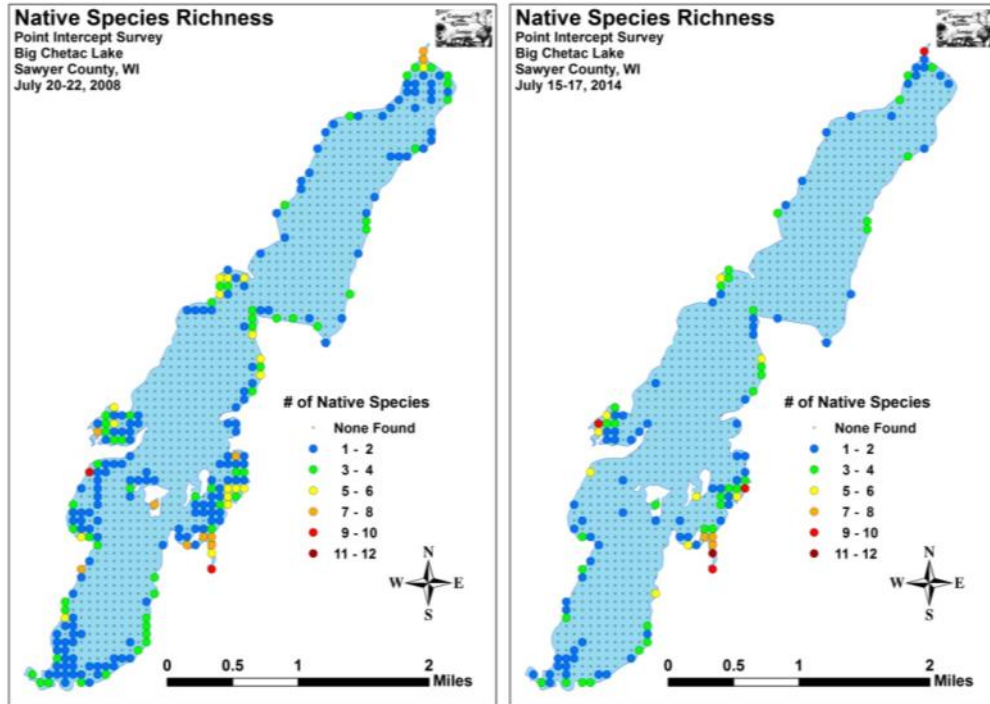 Native Species Richness
Point Intercept Survey
Big Chetac Lake
Sawyer County, WI
July 20-22, 2008
# of Native Species
None Found
1 - 2
3 - 4
5 - 6
7 - 8
9 - 10
11 - 12
N
W E
S
0 0.5 1 2
Miles
Native Species Richness
Point Intercept Survey
Big Chetac Lake
Sawyer County, WI
July 15-17, 2014
# of Native Species
None Found
1 - 2
3 - 4
5 - 6
7 - 8
9 - 10
11 - 12
N
W E
S
0 0.5 1 2
Miles